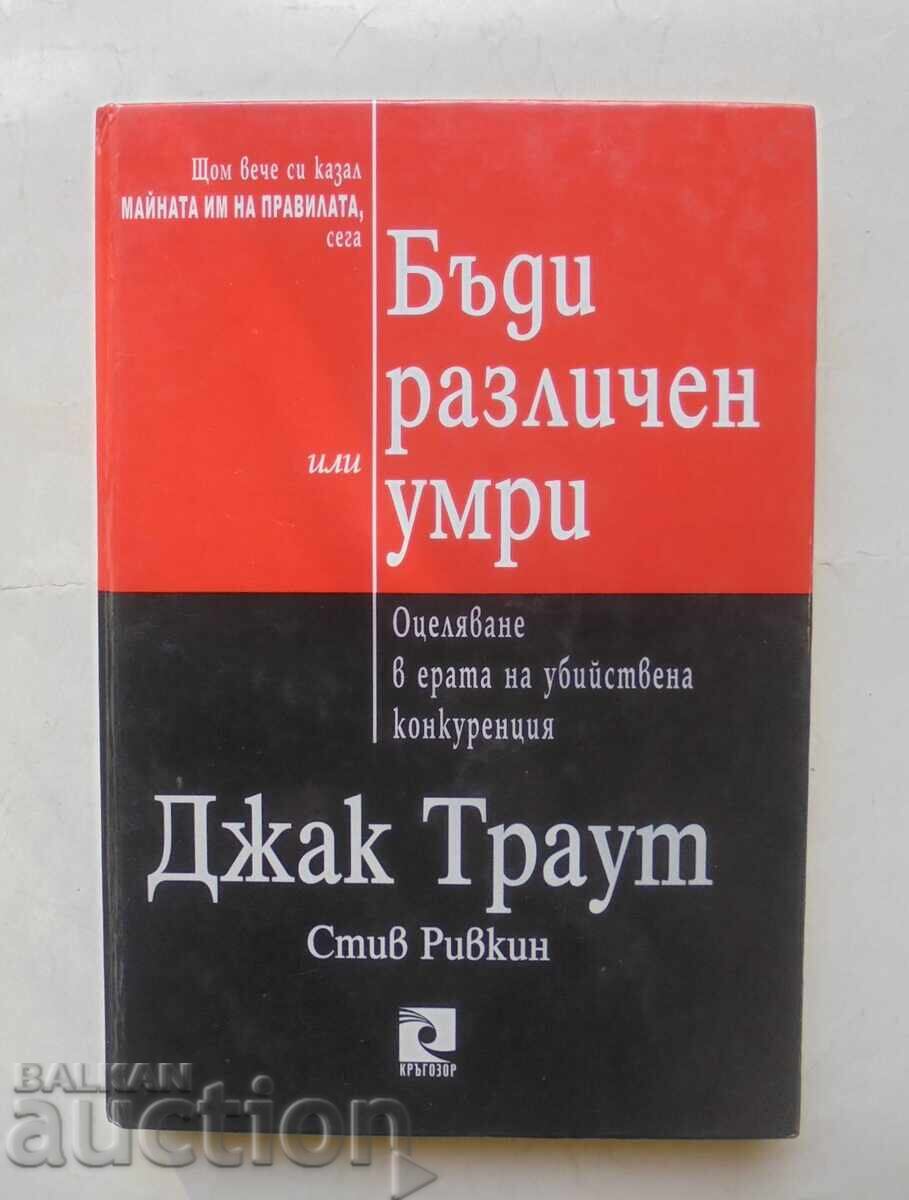 Щом вече си казал
МАЙНАТА ИМ НА ПРАВИЛАТА,
сега
Бъди
различен
или
умри
Оцеляване
в ерата на убийствена
конкуренция
Джак Траут
Стив Ривкин
КРЪГОЗОР
BALKAN
auction